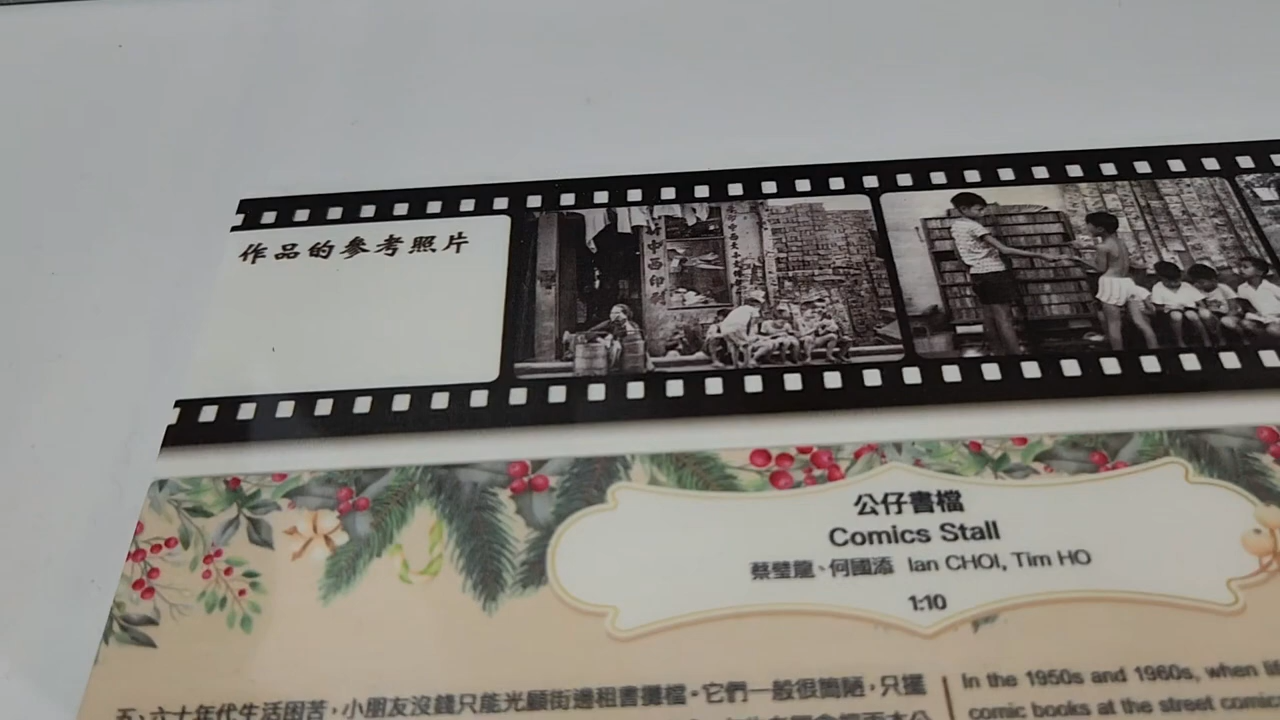 作品的參考照片
公仔書檔
Comics Stall
蔡璧龍、何國添 Ian CHOI, Tim HO
1:10
五、六十年代生活困苦，小朋友沒錢只能光顧街邊租書攤檔。它們一般很簡陋，只擺
In the 1950s and 1960s, when
comic books at the street comic